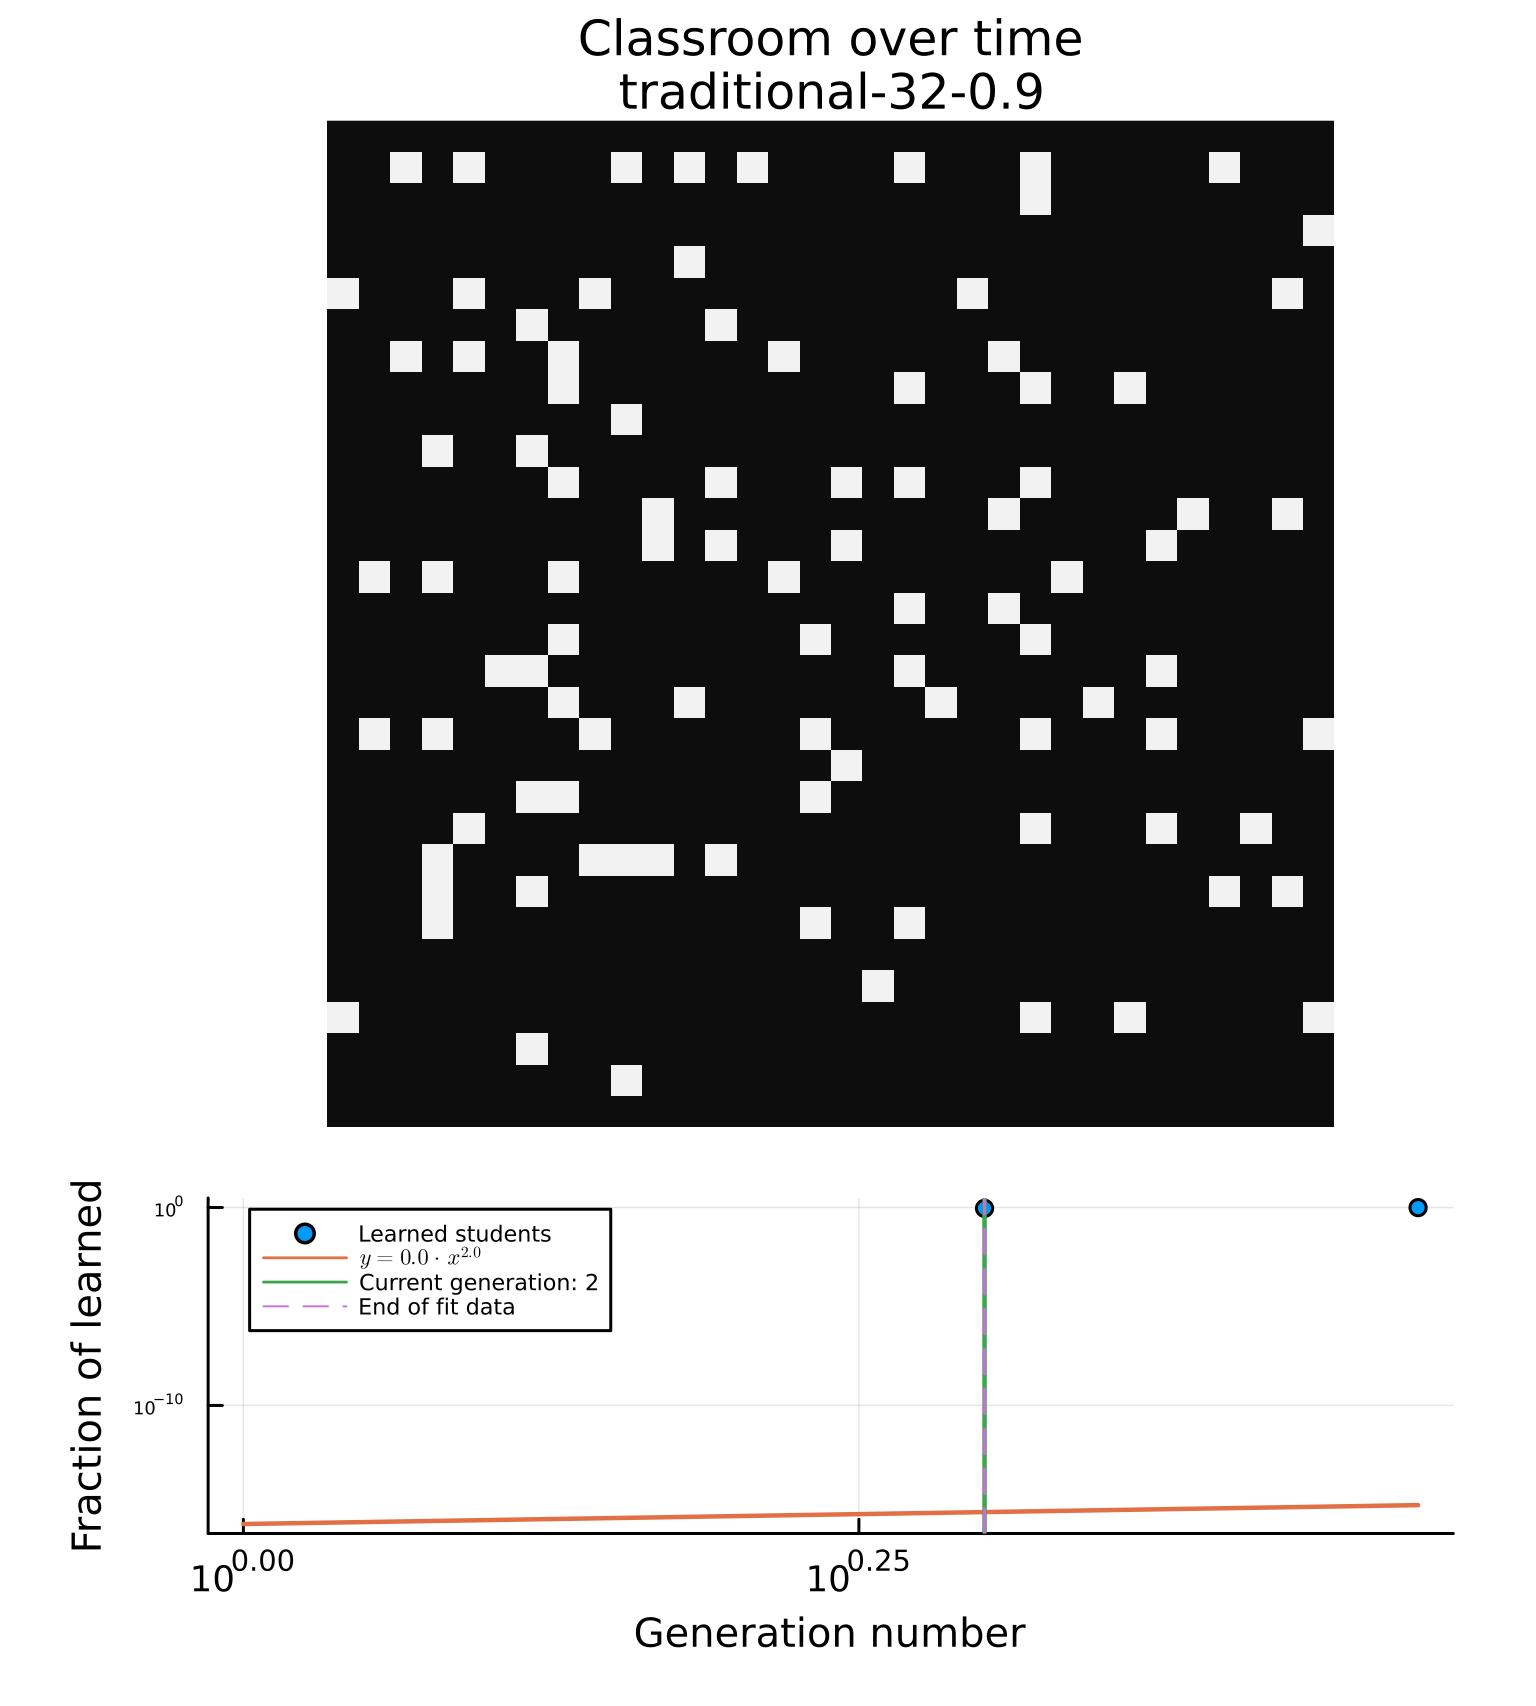 Classroom over time
traditional-32-0.9
Fraction of learned
10^0
10^−10
Learned students
y = 0.0 · x^2.0
Current generation: 2
End of fit data
10^0.00
10^0.25
Generation number